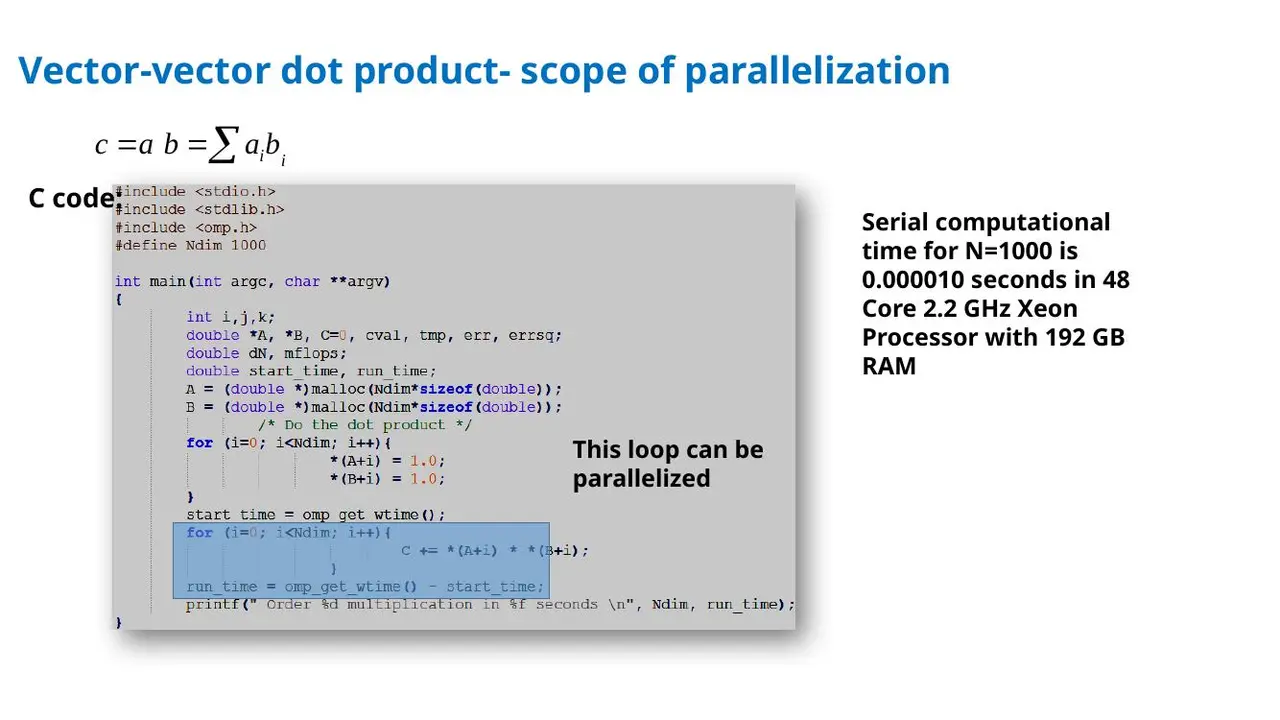 Vector-vector dot product- scope of parallelization
c =a b =∑ aᵢbᵢ
C code:
#include <stdio.h>
#include <stdlib.h>
#include <omp.h>
#define Ndim 1000
int main(int argc, char **argv)
{
int i,j,k;
double *A, *B, C=0, cval, tmp, err, errsq;
double dN, mflops;
double start_time, run_time;
A = (double *)malloc(Ndim*sizeof(double));
B = (double *)malloc(Ndim*sizeof(double));
/* Do the dot product */
for (i=0; i<Ndim; i++){
*(A+i) = 1.0;
*(B+i) = 1.0;
}
start_time = omp_get_wtime();
for (i=0; i<Ndim; i++){
C += *(A+i) * *(B+i);
}
run_time = omp_get_wtime() - start_time;
printf(" Order %d multiplication in %f seconds \n", Ndim, run_time);
}
This loop can be
parallelized
Serial computational
time for N=1000 is
0.000010 seconds in 48
Core 2.2 GHz Xeon
Processor with 192 GB
RAM